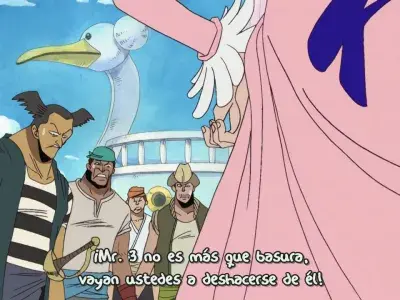 ¡Mr. 3 no es más que basura,
vayan ustedes a deshacerse de él!